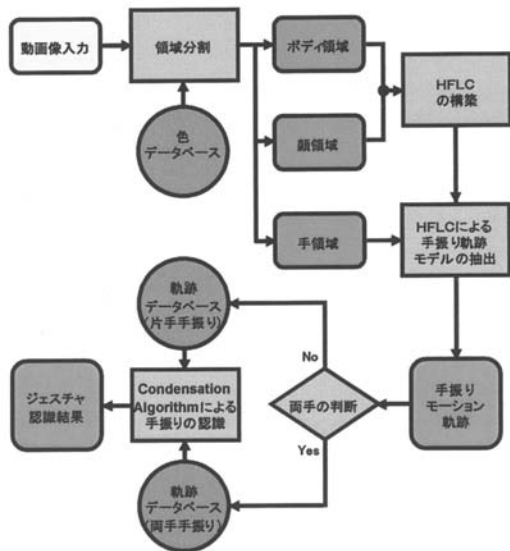 動画像入力
領域分割
ボディ領域
HFLC
の構築
色
データベース
顔領域
手領域
HFLCによる
手振り軌跡
モデルの抽出
軌跡
データベース
(片手手振り)
No
ジェスチャ
認識結果
Condensation
Algorithmによる
手振りの認識
両手の判断
手振り
モーション
軌跡
Yes
軌跡
データベース
(両手手振り)